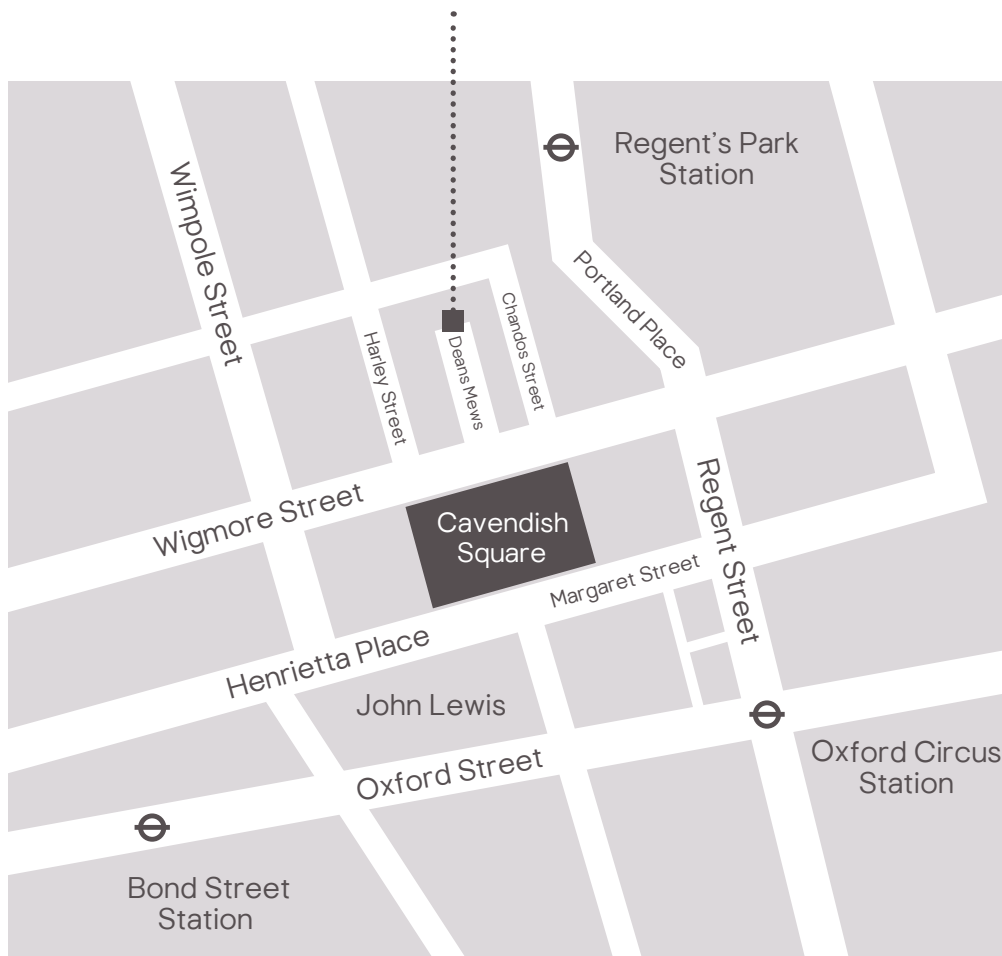 Regent’s Park
Station
Wimpole Street
Portland Place
Chandos Street
Harley Street
Deans Mews
Wigmore Street
Regent Street
Cavendish
Square
Margaret Street
Henrietta Place
John Lewis
Oxford Street
Oxford Circus
Station
Bond Street
Station